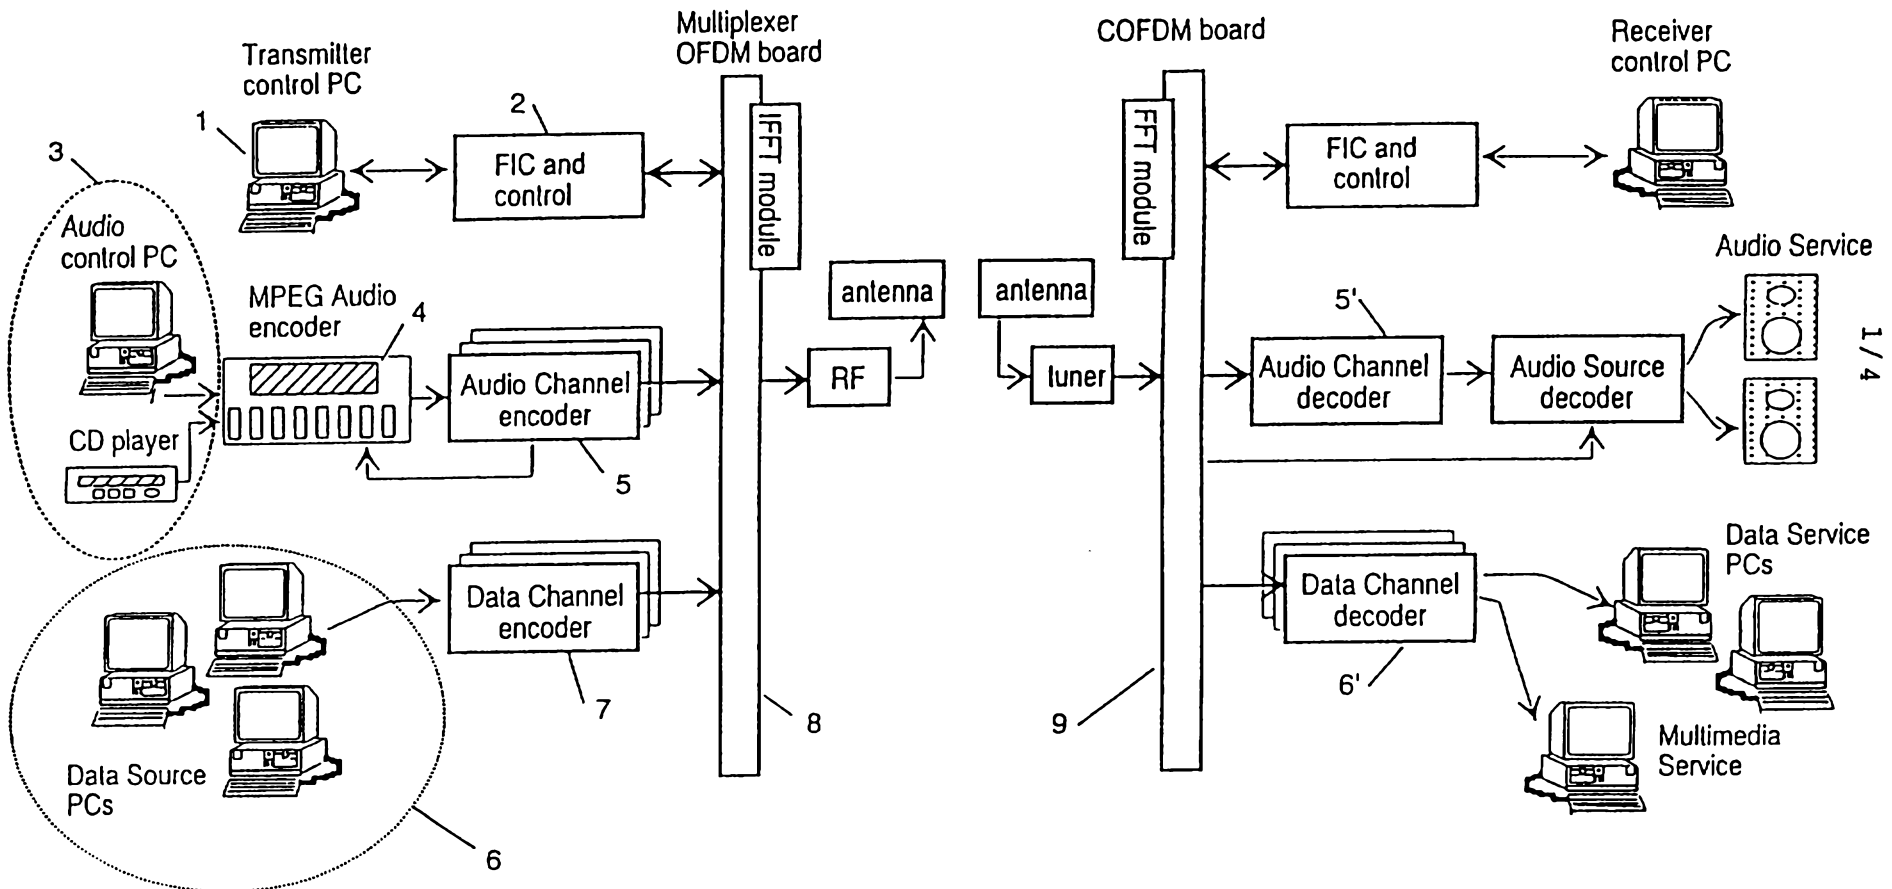 Transmitter
control PC
1
2
FIC and
control
Multiplexer
OFDM board
IFFT module
COFDM board
FFT module
FIC and
control
Receiver
control PC
3
Audio
control PC
CD player
MPEG Audio
encoder
4
Audio Channel
encoder
5
RF
antenna
antenna
luner
5'
Audio Channel
decoder
Audio Source
decoder
Audio Service
1/4
Data Source
PCs
6
Data Channel
encoder
7
8
9
Data Channel
decoder
6'
Data Service
PCs
Multimedia
Service